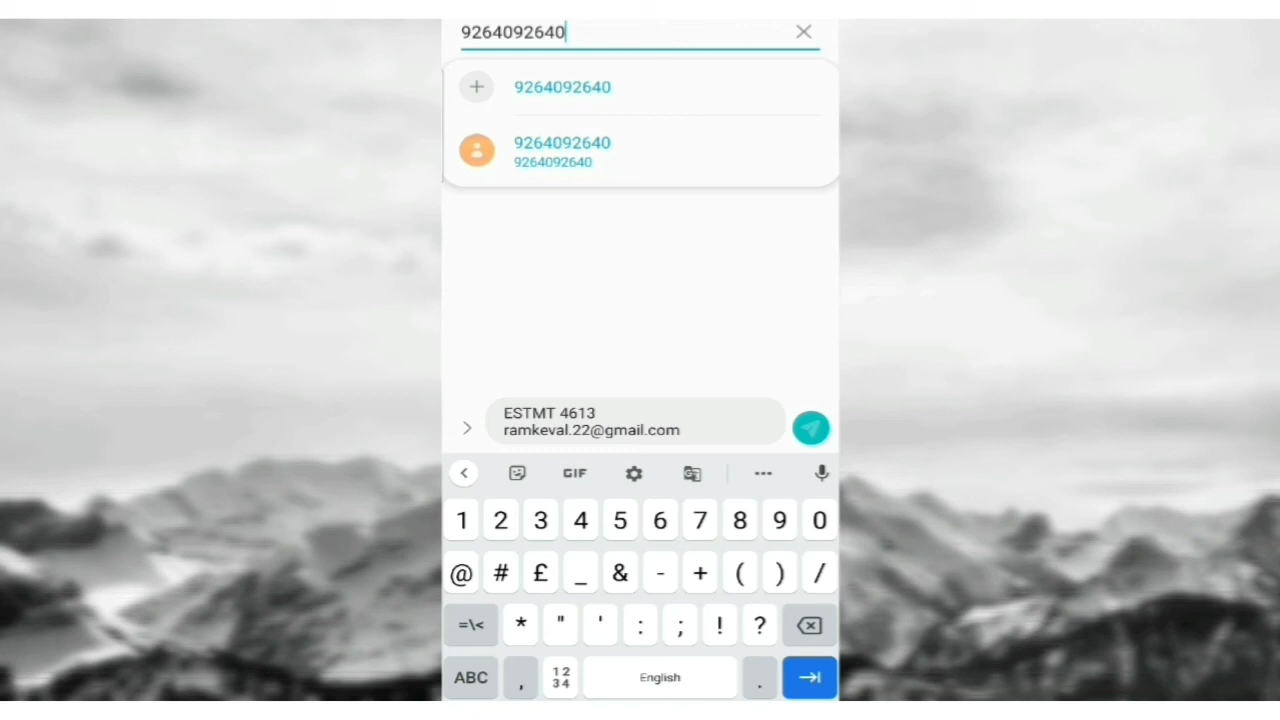 9264092640
9264092640
9264092640
9264092640
ESTMT 4613
ramkeval.22@gmail.com
GIF
1 2 3 4 5 6 7 8 9 0
@ # £ _ & - + ( ) /
=\< * " ' : ; ! ?
ABC , 12 34 English .